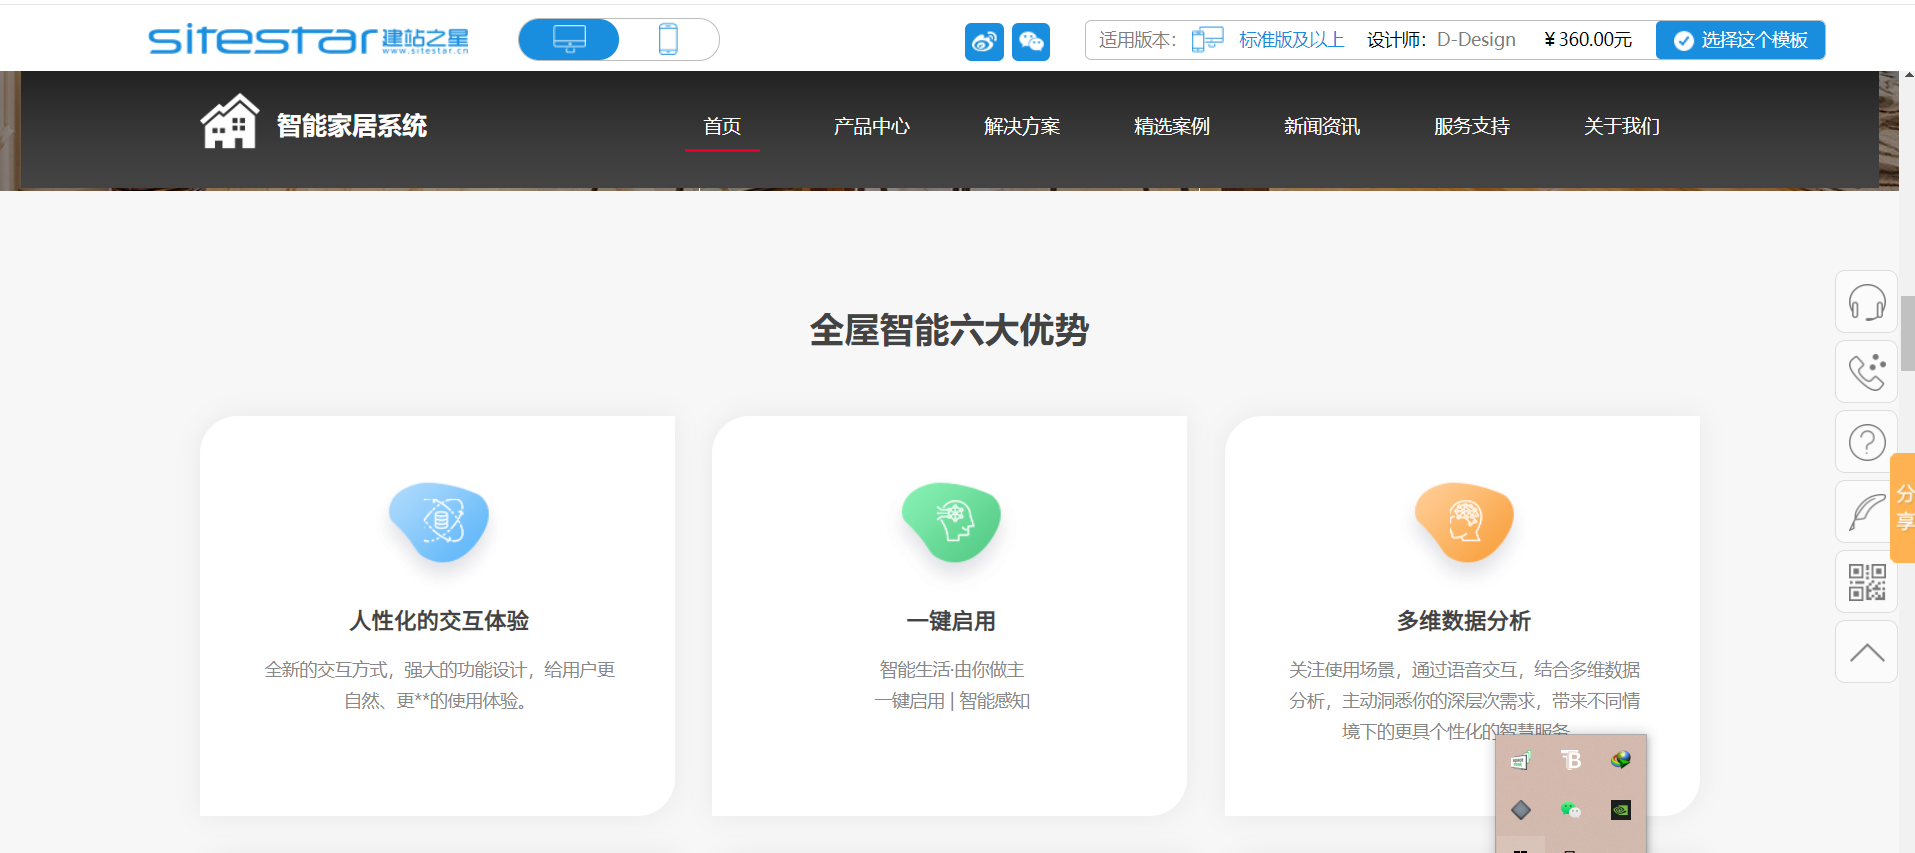 sitestar 建站之星
www.sitestar.cn
适用版本：
标准版及以上
设计师：D-Design
¥360.00元
选择这个模板
智能家居系统
首页
产品中心
解决方案
精选案例
新闻资讯
服务支持
关于我们
全屋智能六大优势
人性化的交互体验
全新的交互方式，强大的功能设计，给用户更
自然、更**的使用体验。
一键启用
智能生活·由你做主
一键启用 | 智能感知
多维数据分析
关注使用场景，通过语音交互，结合多维数据
分析，主动洞悉你的深层次需求，带来不同情
境下的更具个性化的智慧服务
分
享